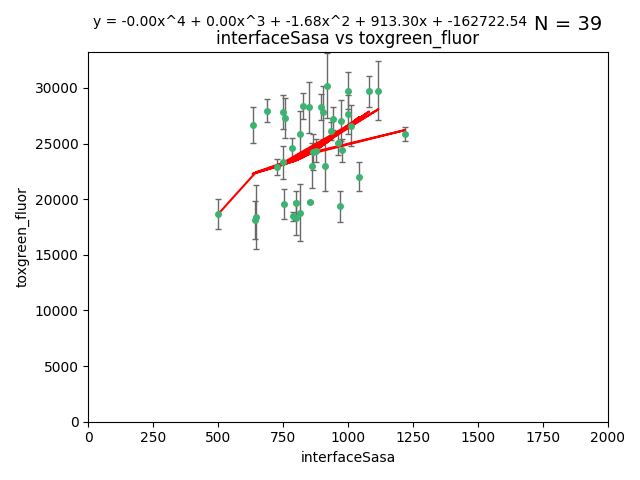 y = -0.00x^4 + 0.00x^3 + -1.68x^2 + 913.30x + -162722.54 N = 39
interfaceSasa vs toxgreen_fluor
30000
25000
20000
15000
10000
5000
0
toxgreen_fluor
0 250 500 750 1000 1250 1500 1750 2000
interfaceSasa